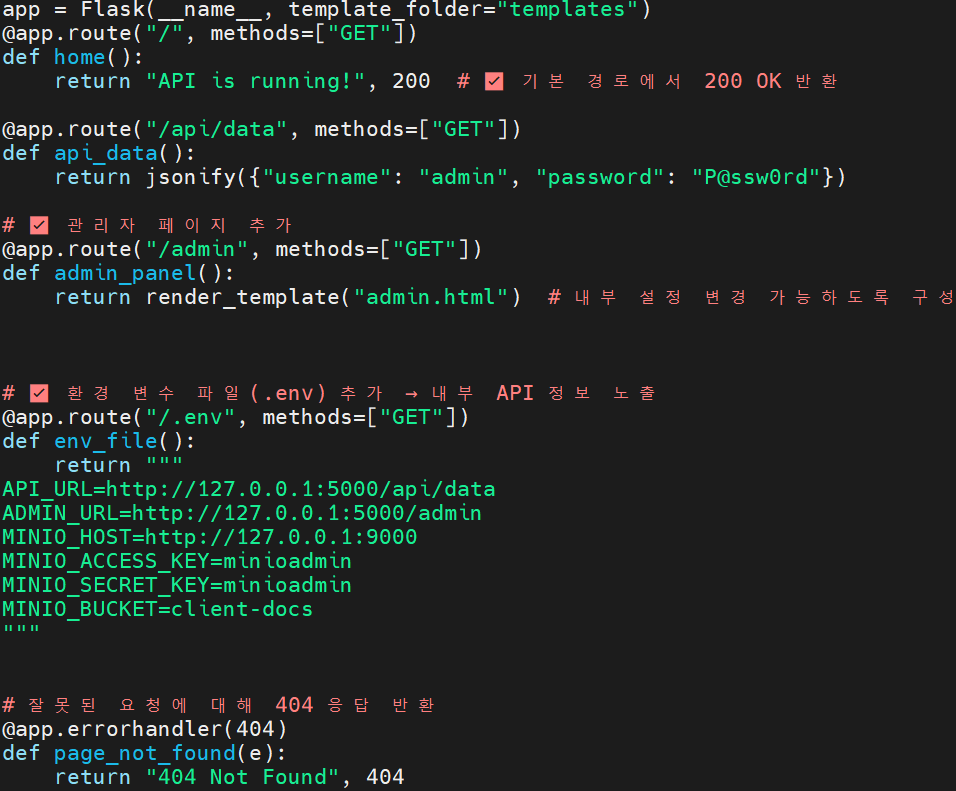 app = Flask(__name__, template_folder="templates")
@app.route("/", methods=["GET"])
def home():
    return "API is running!", 200  # ✅ 기본 경로에서 200 OK 반환
@app.route("/api/data", methods=["GET"])
def api_data():
    return jsonify({"username": "admin", "password": "P@ssw0rd"})
# ✅ 관리자 페이지 추가
@app.route("/admin", methods=["GET"])
def admin_panel():
    return render_template("admin.html")  # 내부 설정 변경 가능하도록 구성
# ✅ 환경 변수 파일(.env) 추가 → 내부 API 정보 노출
@app.route("/.env", methods=["GET"])
def env_file():
    return """
API_URL=http://127.0.0.1:5000/api/data
ADMIN_URL=http://127.0.0.1:5000/admin
MINIO_HOST=http://127.0.0.1:9000
MINIO_ACCESS_KEY=minioadmin
MINIO_SECRET_KEY=minioadmin
MINIO_BUCKET=client-docs
"""
# 잘못된 요청에 대해 404 응답 반환
@app.errorhandler(404)
def page_not_found(e):
    return "404 Not Found", 404